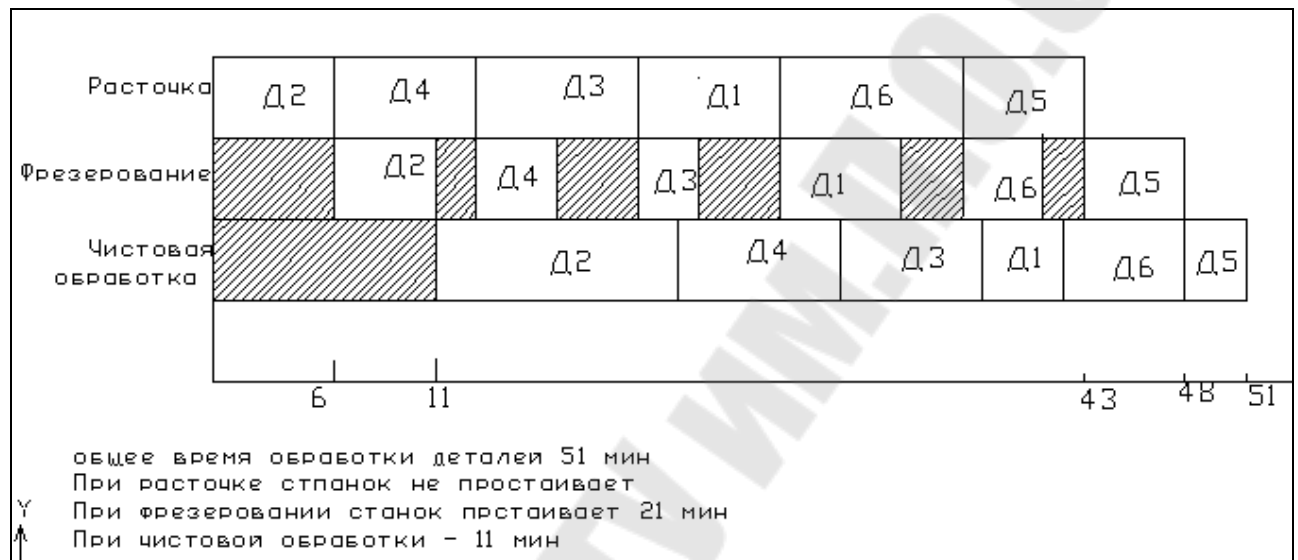 Расточка Д2 Д4 Д3 Д1 Д6 Д5
Фрезерование Д2 Д4 Д3 Д1 Д6 Д5
Чистовая
обработка Д2 Д4 Д3 Д1 Д6 Д5
6 11 43 48 51
общее время обработки деталей 51 мин
При расточке стпанок не простаивает
При фрезеровании станок прстаивает 21 мин
При чистовой обработки - 11 мин
Y